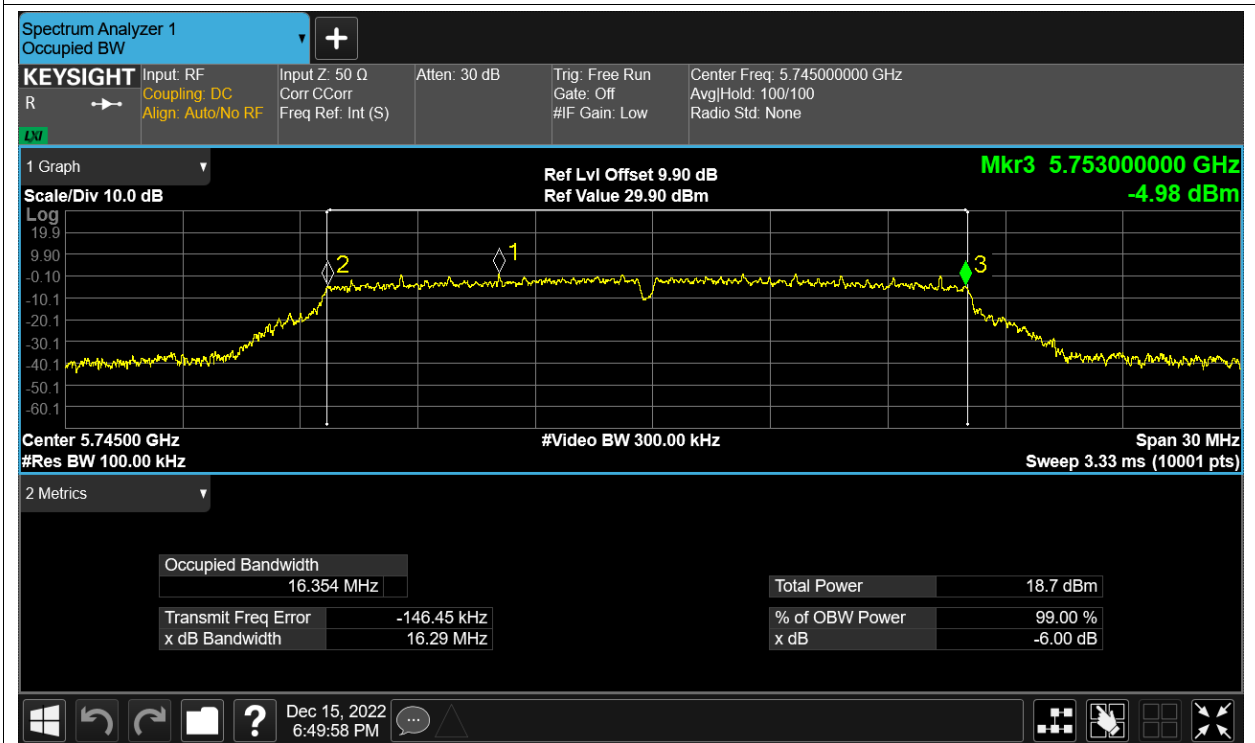 Spectrum Analyzer 1
Occupied BW
KEYSIGHT
R
LXI
Input: RF
Coupling: DC
Align: Auto/No RF
Input Z: 50 Ω
Corr CCorr
Freq Ref: Int (S)
Atten: 30 dB
Trig: Free Run
Gate: Off
#IF Gain: Low
Center Freq: 5.745000000 GHz
Avg|Hold: 100/100
Radio Std: None
1 Graph
Scale/Div 10.0 dB
Ref Lvl Offset 9.90 dB
Ref Value 29.90 dBm
Mkr3 5.753000000 GHz
-4.98 dBm
Log
19.9
9.90
-0.10
-10.1
-20.1
-30.1
-40.1
-50.1
-60.1
2
1
3
Center 5.74500 GHz
#Video BW 300.00 kHz
Span 30 MHz
#Res BW 100.00 kHz
Sweep 3.33 ms (10001 pts)
2 Metrics
Occupied Bandwidth
16.354 MHz
Transmit Freq Error -146.45 kHz
x dB Bandwidth 16.29 MHz
Total Power 18.7 dBm
% of OBW Power 99.00 %
x dB -6.00 dB
?
Dec 15, 2022
6:49:58 PM